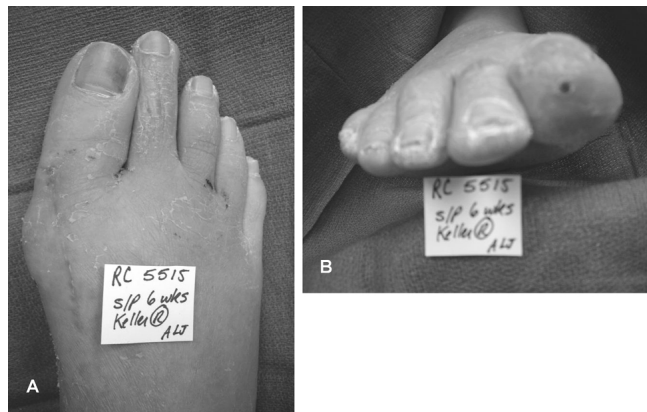 RC 5515
s/p 6 wks
Keller Ⓡ
ALJ
A
RC 5515
s/p 6 wks
Keller Ⓡ
ALJ
B